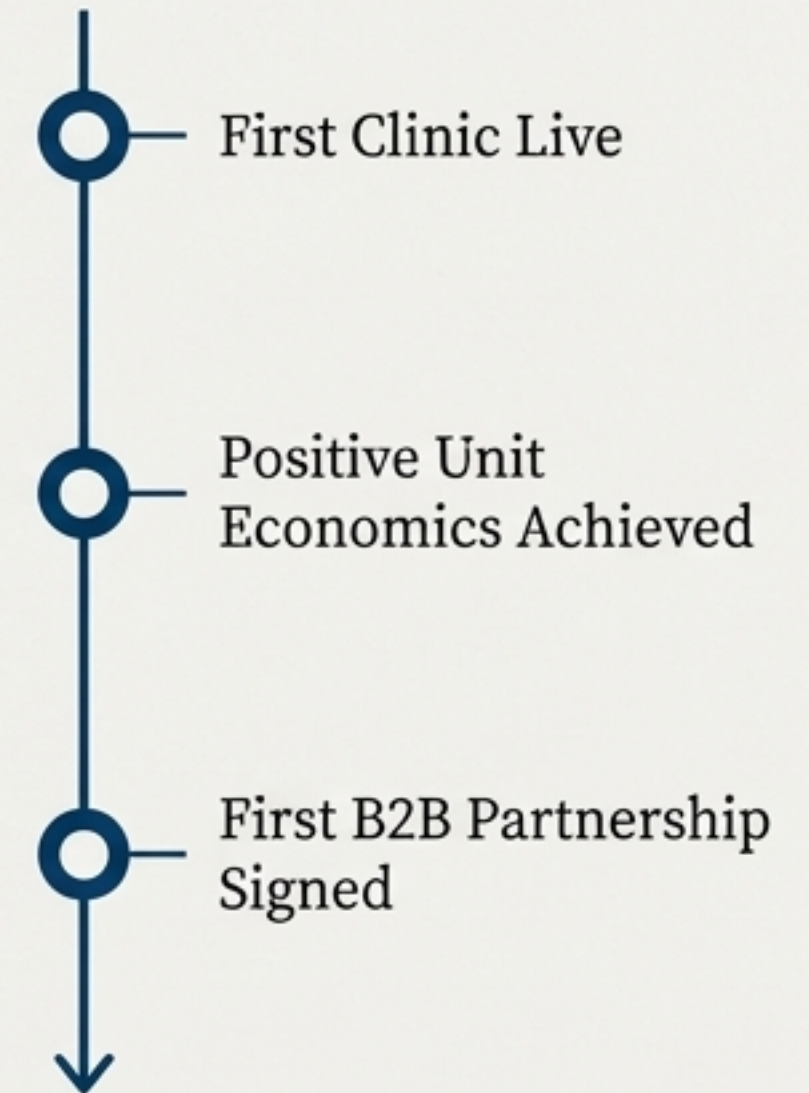 First Clinic Live
Positive Unit
Economics Achieved
First B2B Partnership
Signed